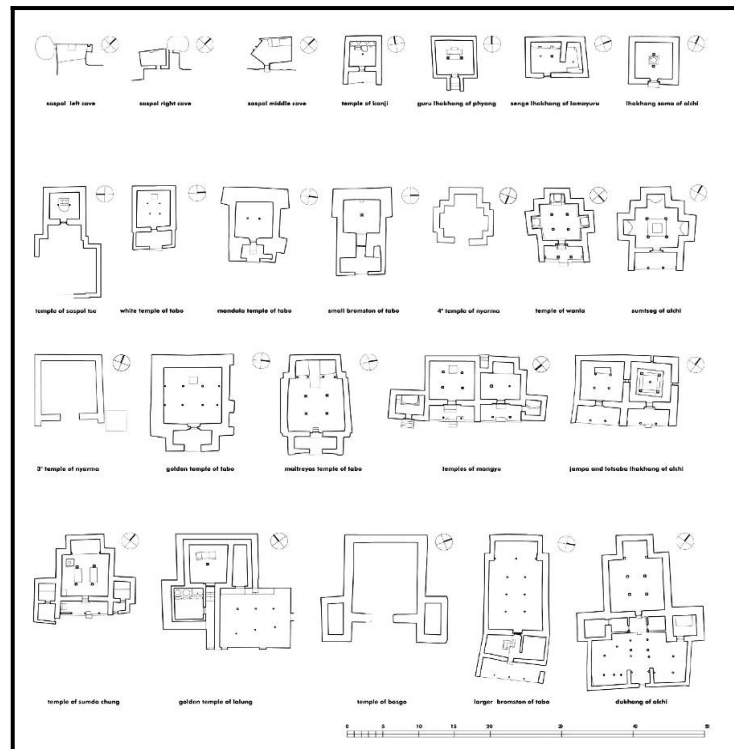 saspol left cave
saspol right cave
saspol middle cave
temple of kanji
guru lhakhang of phyang
senge lhakhang of lamayuru
lhakhang soma of alchi
temple of saspol tse
white temple of tabo
mandala temple of tabo
small bromston of tabo
4° temple of nyarma
temple of wanla
sumtseg of alchi
3° temple of nyarma
golden temple of tabo
maitreyas temple of tabo
temples of mangyu
jampa and lotsaba lhakhang of alchi
temple of sumda chung
golden temple of lalung
temple of basgo
larger bromston of tabo
dukhang of alchi
0 5 10 15 20 30 40 50